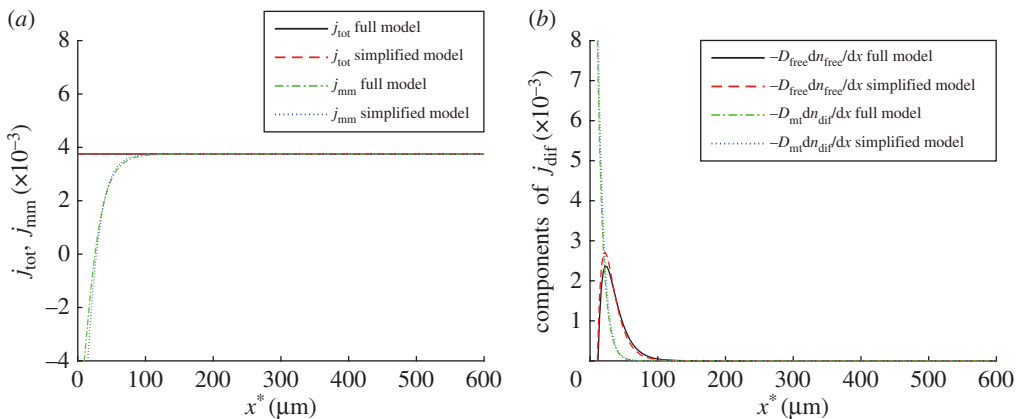 (a)
8
6
4
2
0
−2
−4
j_tot, j_mm (×10⁻³)
0 100 200 300 400 500 600
x* (μm)
j_tot full model
j_tot simplified model
j_mm full model
j_mm simplified model
(b)
8
7
6
5
4
3
2
1
components of j_dif (×10⁻³)
0 100 200 300 400 500 600
x* (μm)
−D_free dn_free/dx full model
−D_free dn_free/dx simplified model
−D_mt dn_dif/dx full model
−D_mt dn_dif/dx simplified model